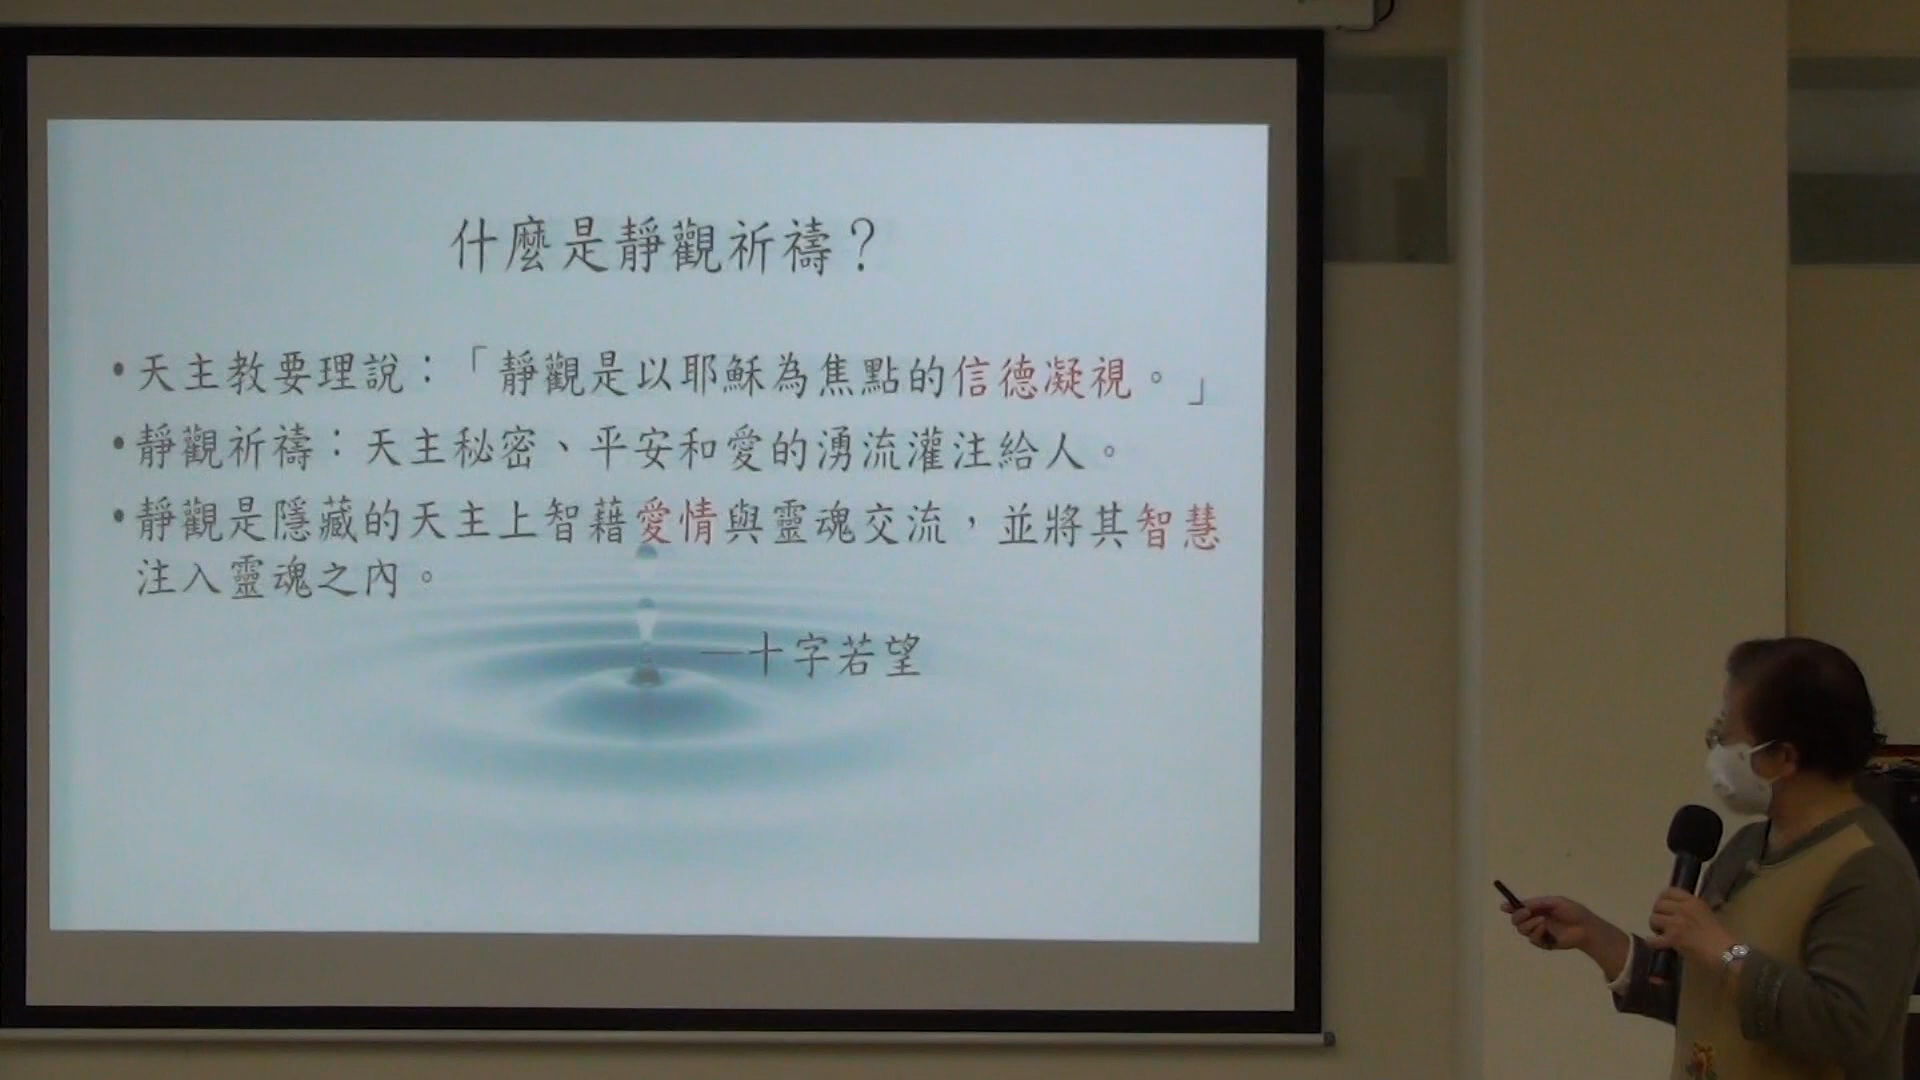 什麼是靜觀祈禱？
•天主教要理說：「靜觀是以耶穌為焦點的信德凝視。」
•靜觀祈禱：天主秘密、平安和愛的湧流灌注給人。
•靜觀是隱藏的天主上智藉愛情與靈魂交流，並將其智慧
注入靈魂之內。
—十字若望